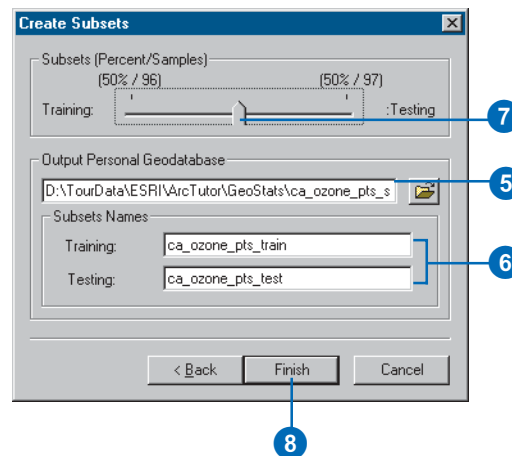 Create Subsets
Subsets (Percent/Samples)
(50% / 96) (50% / 97)
Training: :Testing
7
Output Personal Geodatabase
D:\TourData\ESRI\ArcTutor\GeoStats\ca_ozone_pts_s
5
Subsets Names
Training: ca_ozone_pts_train
6
Testing: ca_ozone_pts_test
< Back Finish Cancel
8